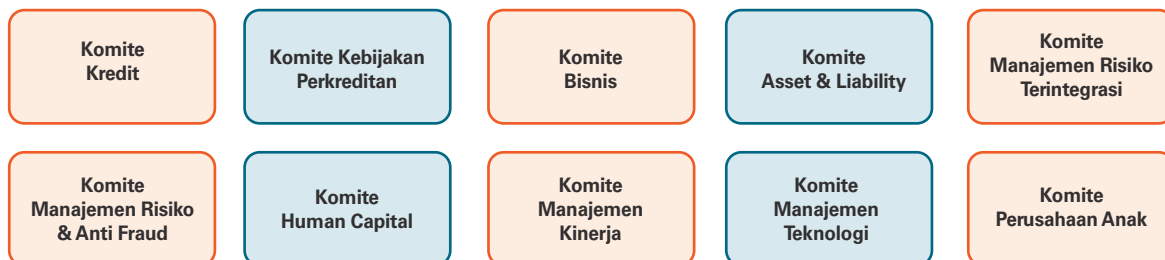 Komite
Kredit
Komite Kebijakan
Perkreditan
Komite
Bisnis
Komite
Asset & Liability
Komite
Manajemen Risiko
Terintegrasi
Komite
Manajemen Risiko
& Anti Fraud
Komite
Human Capital
Komite
Manajemen
Kinerja
Komite
Manajemen
Teknologi
Komite
Perusahaan Anak